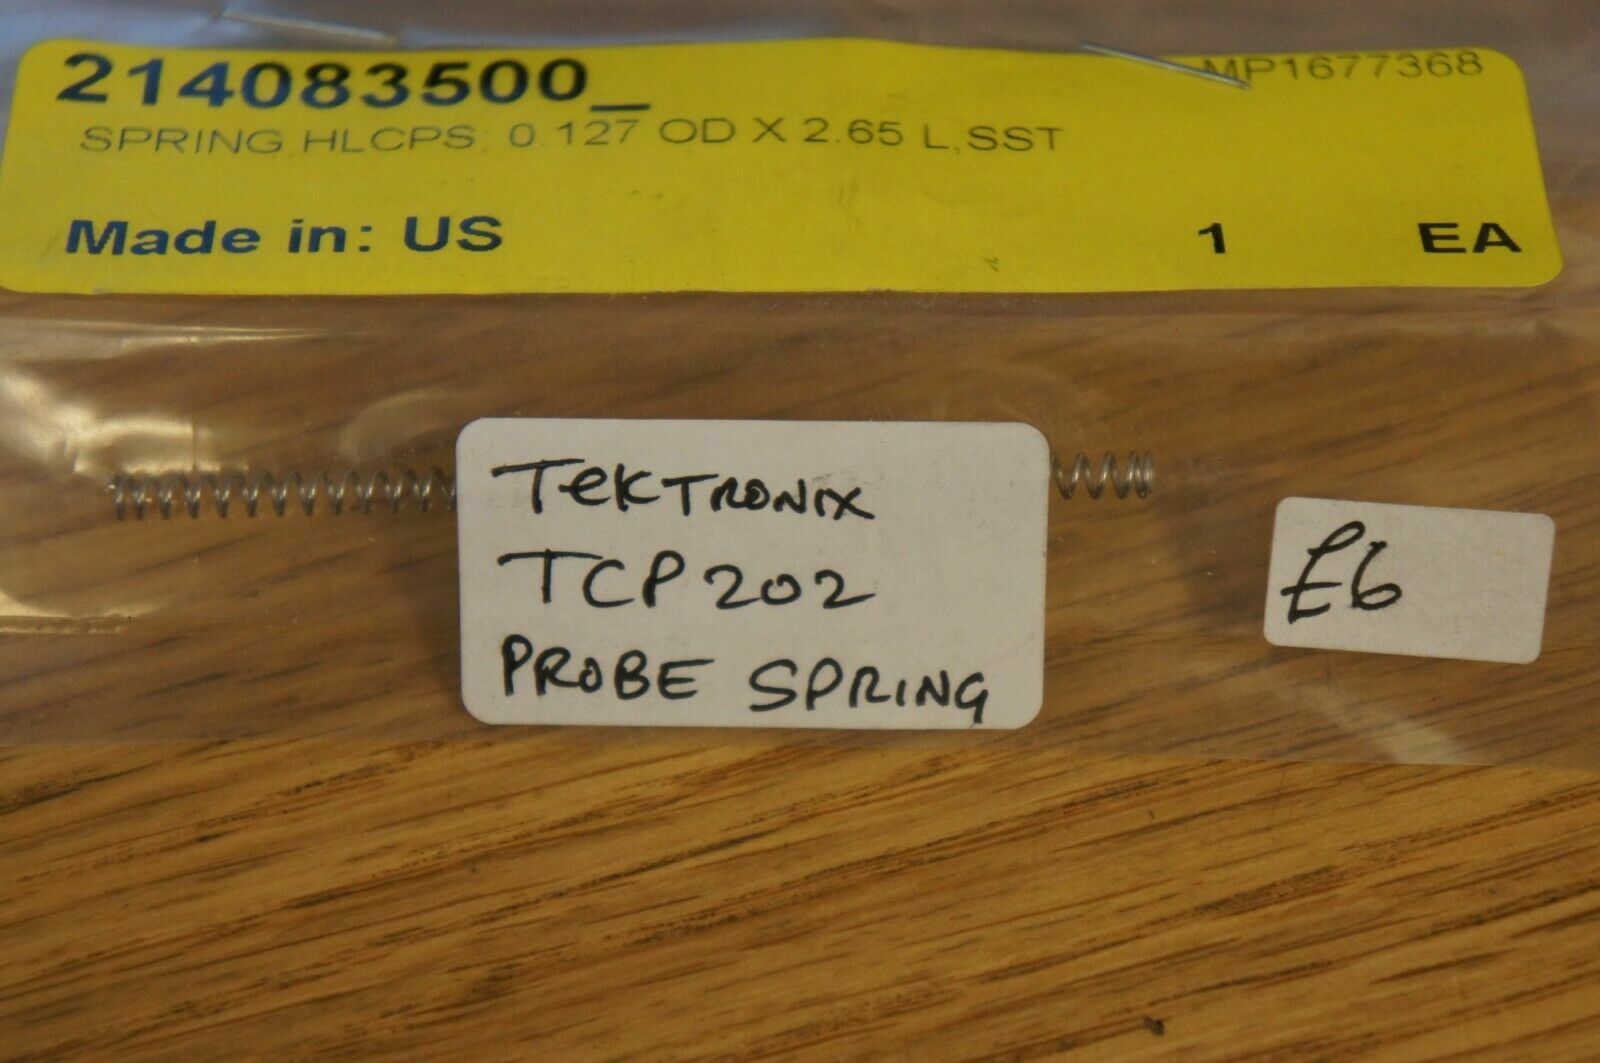 214083500_
MP1677368
SPRING,HLCPS: 0.127 OD X 2.65 L,SST
Made in: US 1 EA
TEKTRONIX
TCP202
PROBE SPRING
E6